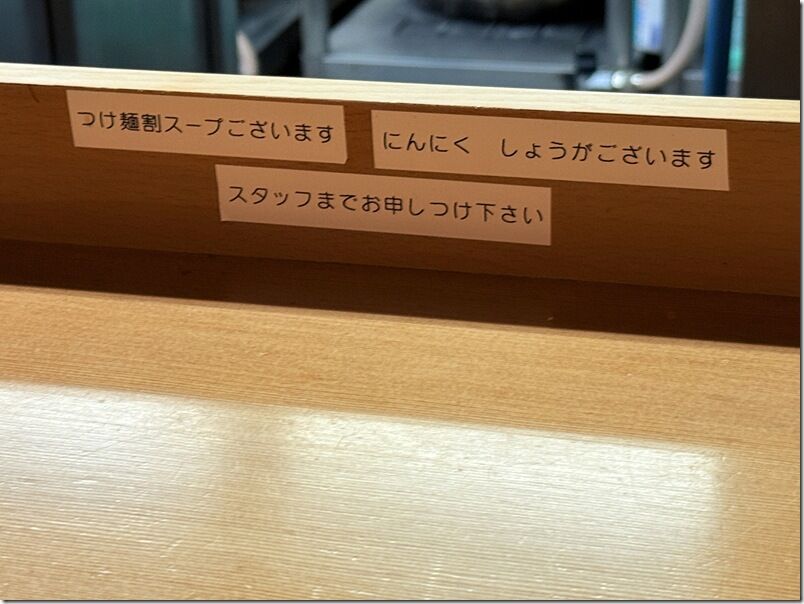 つけ麺割スープございます
にんにく　しょうがございます
スタッフまでお申しつけ下さい